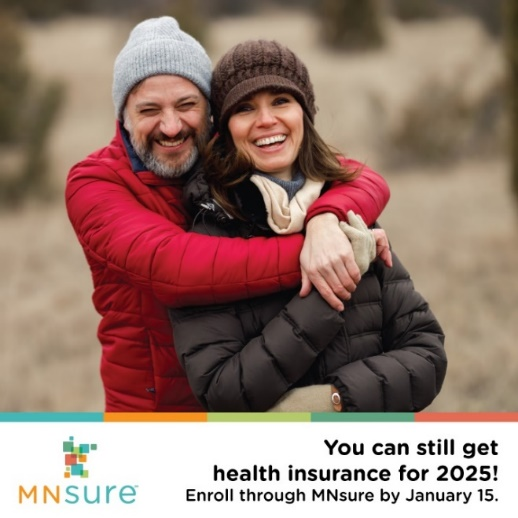 You can still get
health insurance for 2025!
Enroll through MNsure by January 15.
MNsure